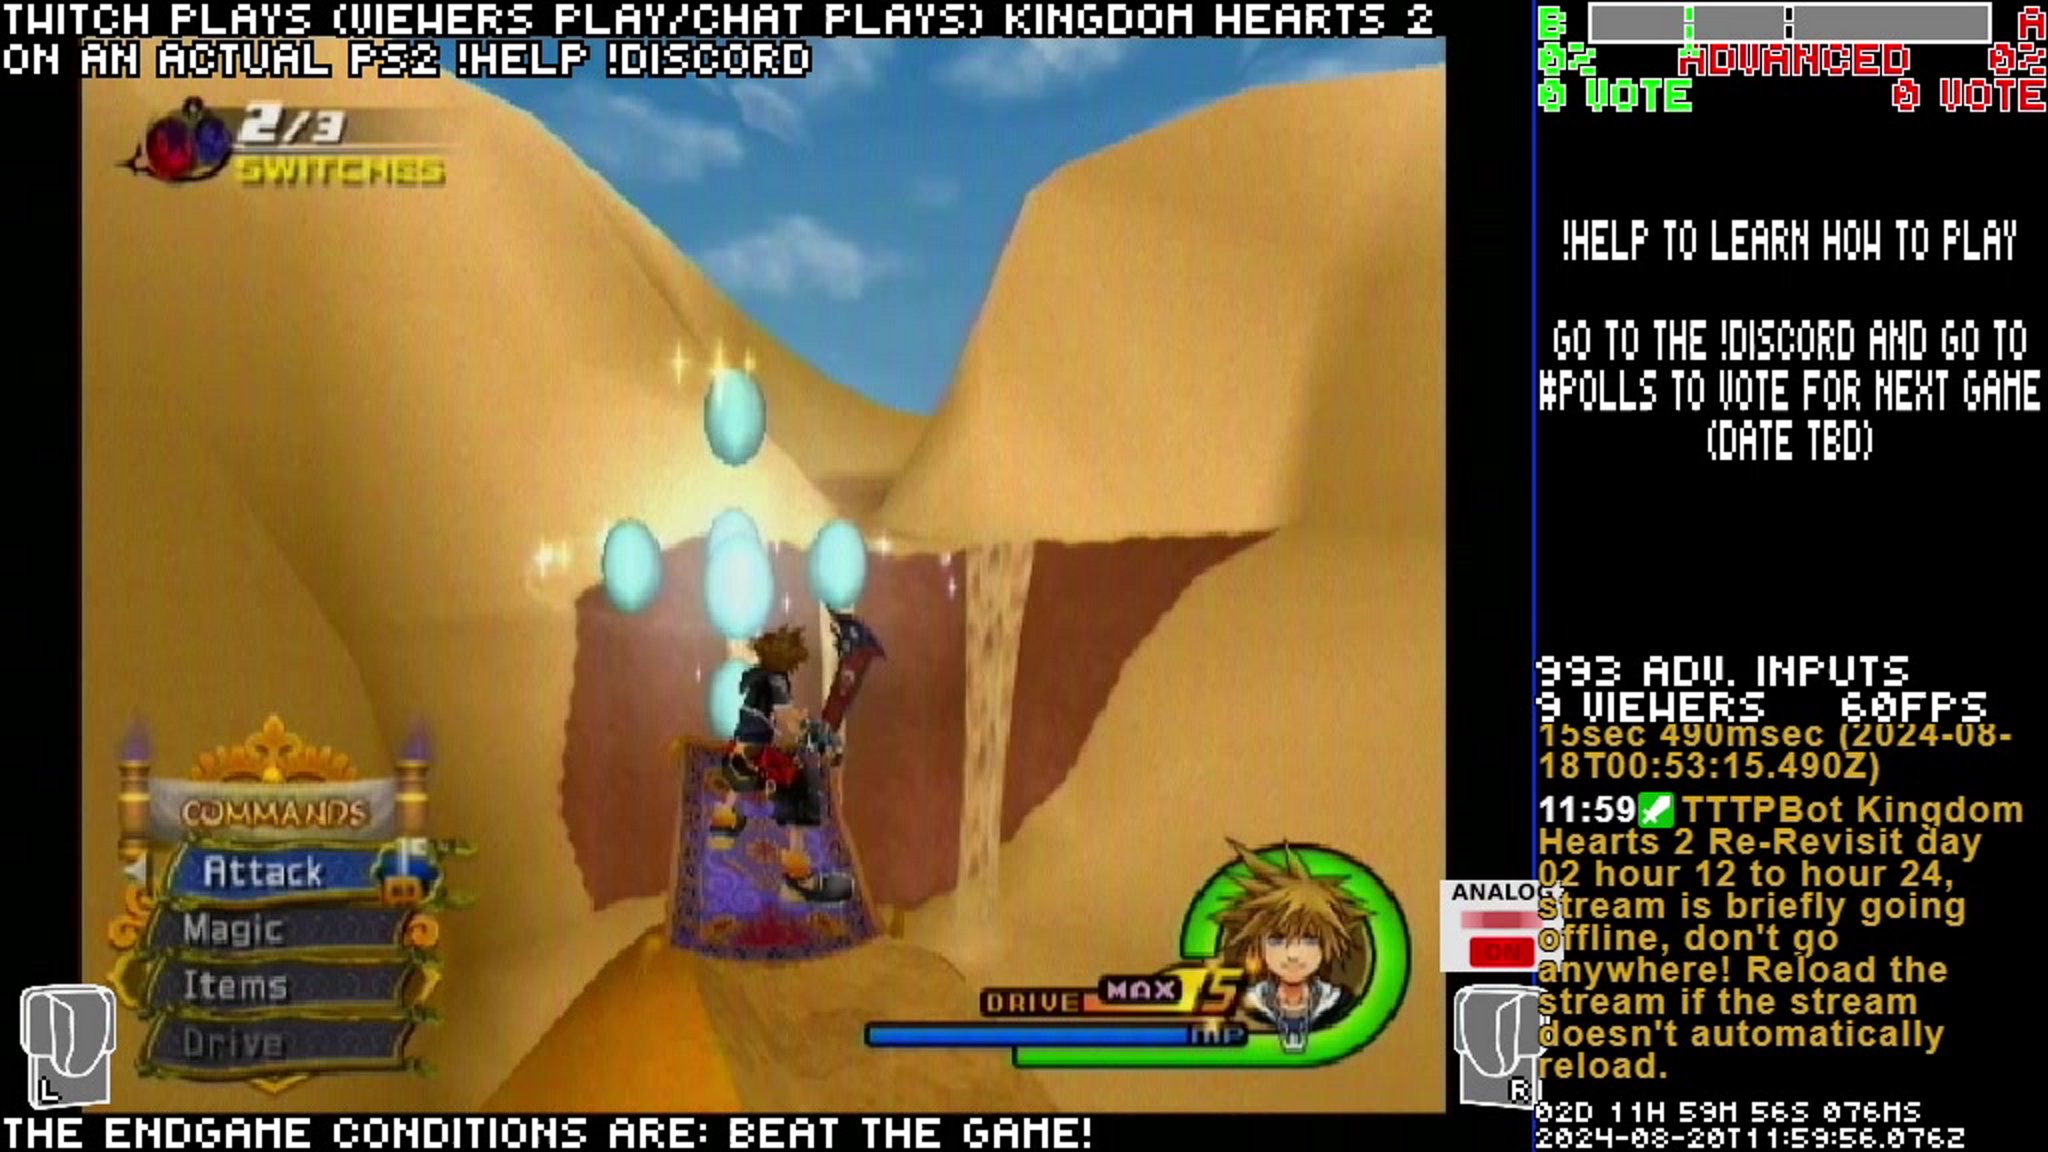 TWITCH PLAYS (VIEWERS PLAY/CHAT PLAYS) KINGDOM HEARTS 2
ON AN ACTUAL PS2 !HELP !DISCORD
2/3
SWITCHES
COMMANDS
Attack
Magic
Items
Drive
DRIVE MAX 5
MP
L
ANALOG
ON
R
THE ENDGAME CONDITIONS ARE: BEAT THE GAME!
B A
0% ADVANCED 0%
0 VOTE 0 VOTE
!HELP TO LEARN HOW TO PLAY
GO TO THE !DISCORD AND GO TO
#POLLS TO VOTE FOR NEXT GAME
(DATE TBD)
993 ADV. INPUTS
9 VIEWERS 60FPS
15sec 490msec (2024-08-
18T00:53:15.490Z)
11:59 TTTPBot Kingdom
Hearts 2 Re-Revisit day
02 hour 12 to hour 24,
stream is briefly going
offline, don't go
anywhere! Reload the
stream if the stream
doesn't automatically
reload.
02D 11H 59M 56S 076MS
2024-08-20T11:59:56.076Z